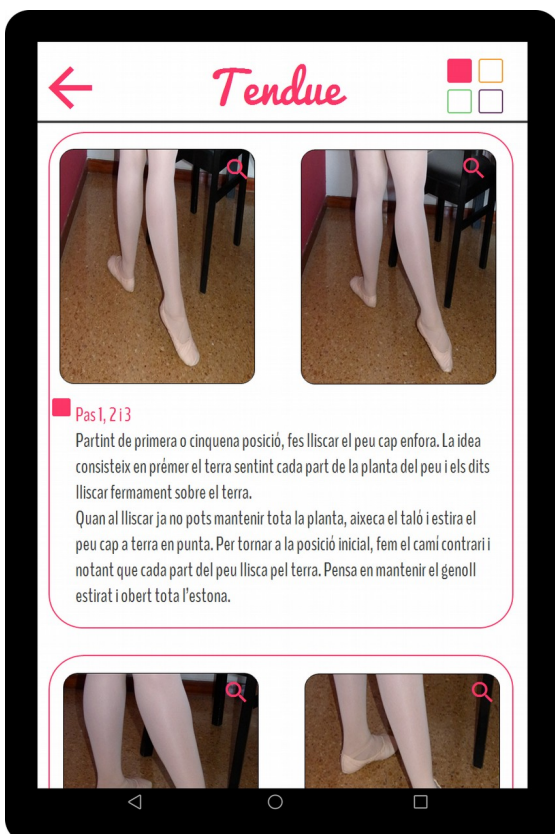 Tendue
Pas 1, 2 i 3
Partint de primera o cinquena posició, fes lliscar el peu cap enfora. La idea
consisteix en prémer el terra sentint cada part de la planta del peu i els dits
lliscar fermament sobre el terra.
Quan al lliscar ja no pots mantenir tota la planta, aixeca el taló i estira el
peu cap a terra en punta. Per tornar a la posició inicial, fem el camí contrari i
notant que cada part del peu llisca pel terra. Pensa en mantenir el genoll
estirat i obert tota l'estona.